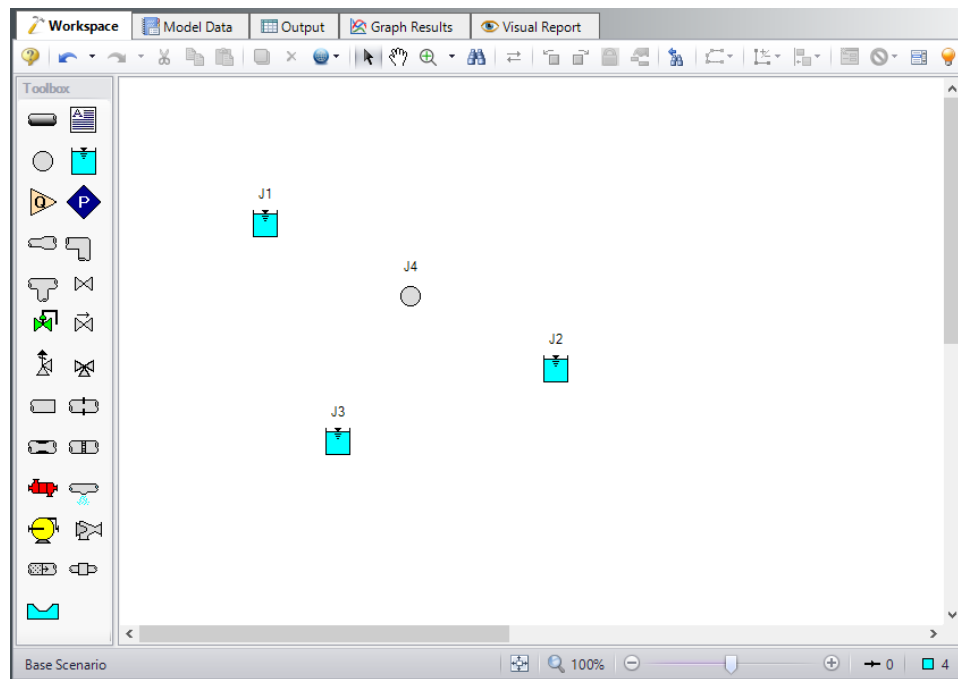 Workspace Model Data Output Graph Results Visual Report
Toolbox
A
Q P
J1
J4
J2
J3
Base Scenario 100% 0 4